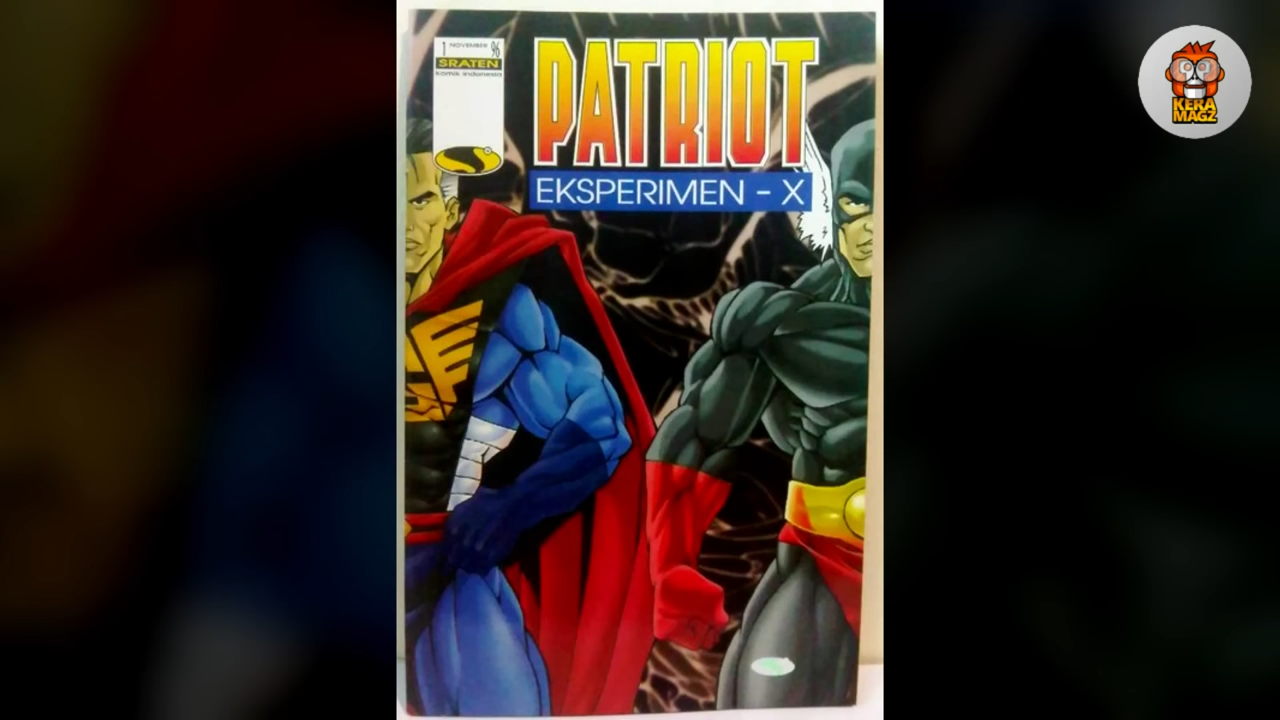 1 NOVEMBER 96
SRATEN
komik indonesia
PATRIOT
EKSPERIMEN - X
KERA
MAGZ